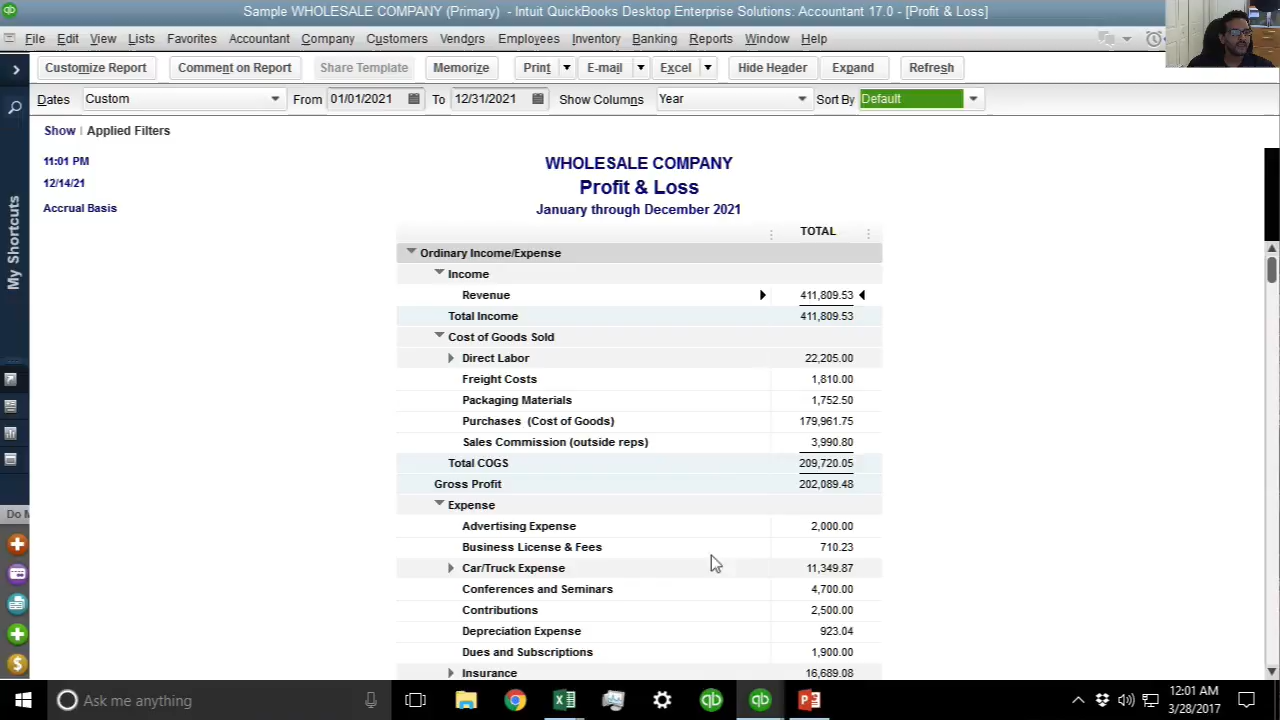 Sample WHOLESALE COMPANY (Primary) - Intuit QuickBooks Desktop Enterprise Solutions: Accountant 17.0 - [Profit & Loss]
File Edit View Lists Favorites Accountant Company Customers Vendors Employees Inventory Banking Reports Window Help
Customize Report Comment on Report Share Template Memorize Print E-mail Excel Hide Header Expand Refresh
Dates Custom From 01/01/2021 To 12/31/2021 Show Columns Year Sort By Default
Show | Applied Filters
11:01 PM
12/14/21
Accrual Basis
My Shortcuts
Do M
WHOLESALE COMPANY
Profit & Loss
January through December 2021
TOTAL
Ordinary Income/Expense
Income
Revenue 411,809.53
Total Income 411,809.53
Cost of Goods Sold
Direct Labor 22,205.00
Freight Costs 1,810.00
Packaging Materials 1,752.50
Purchases (Cost of Goods) 179,961.75
Sales Commission (outside reps) 3,990.80
Total COGS 209,720.05
Gross Profit 202,089.48
Expense
Advertising Expense 2,000.00
Business License & Fees 710.23
Car/Truck Expense 11,349.87
Conferences and Seminars 4,700.00
Contributions 2,500.00
Depreciation Expense 923.04
Dues and Subscriptions 1,900.00
Insurance 16,689.08
Ask me anything
qb
qb
12:01 AM
3/28/2017